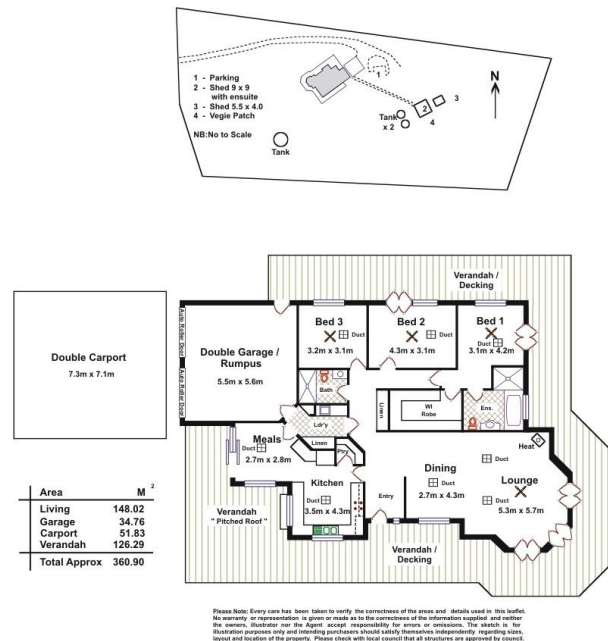 1 - Parking
2 - Shed 9 x 9
with ensuite
3 - Shed 5.5 x 4.0
4 - Vegie Patch
NB:No to Scale
Tank
1
Tank
x 2
2
3
4
N
Verandah /
Decking
Double Carport
7.3m x 7.1m
Auto Roller Door
Auto Roller Door
Double Garage /
Rumpus
5.5m x 5.6m
Bed 3
Duct
3.2m x 3.1m
Bed 2
Duct
4.3m x 3.1m
Bed 1
Duct
3.1m x 4.2m
Bath
Linen
WI
Robe
Ens.
Ldr'y
Linen
Ptry
Meals
Duct
2.7m x 2.8m
Kitchen
Duct
3.5m x 4.3m
Entry
Dining
Duct
2.7m x 4.3m
Duct
Duct
Heat
Lounge
5.3m x 5.7m
Verandah
" Pitched Roof "
Verandah /
Decking
Area M 2
Living 148.02
Garage 34.76
Carport 51.83
Verandah 126.29
Total Approx 360.90
Please Note: Every care has been taken to verify the correctness of the areas and details used in this leaflet.
No warranty or representation is given or made as to the correctness of the information supplied and neither
the owners, illustrator nor the Agent accept responsibility for errors or omissions. The sketch is for
illustration purposes only and intending purchasers should satisfy themselves independently regarding sizes,
layout and location of the property. Please check with local council that all structures are approved by council.